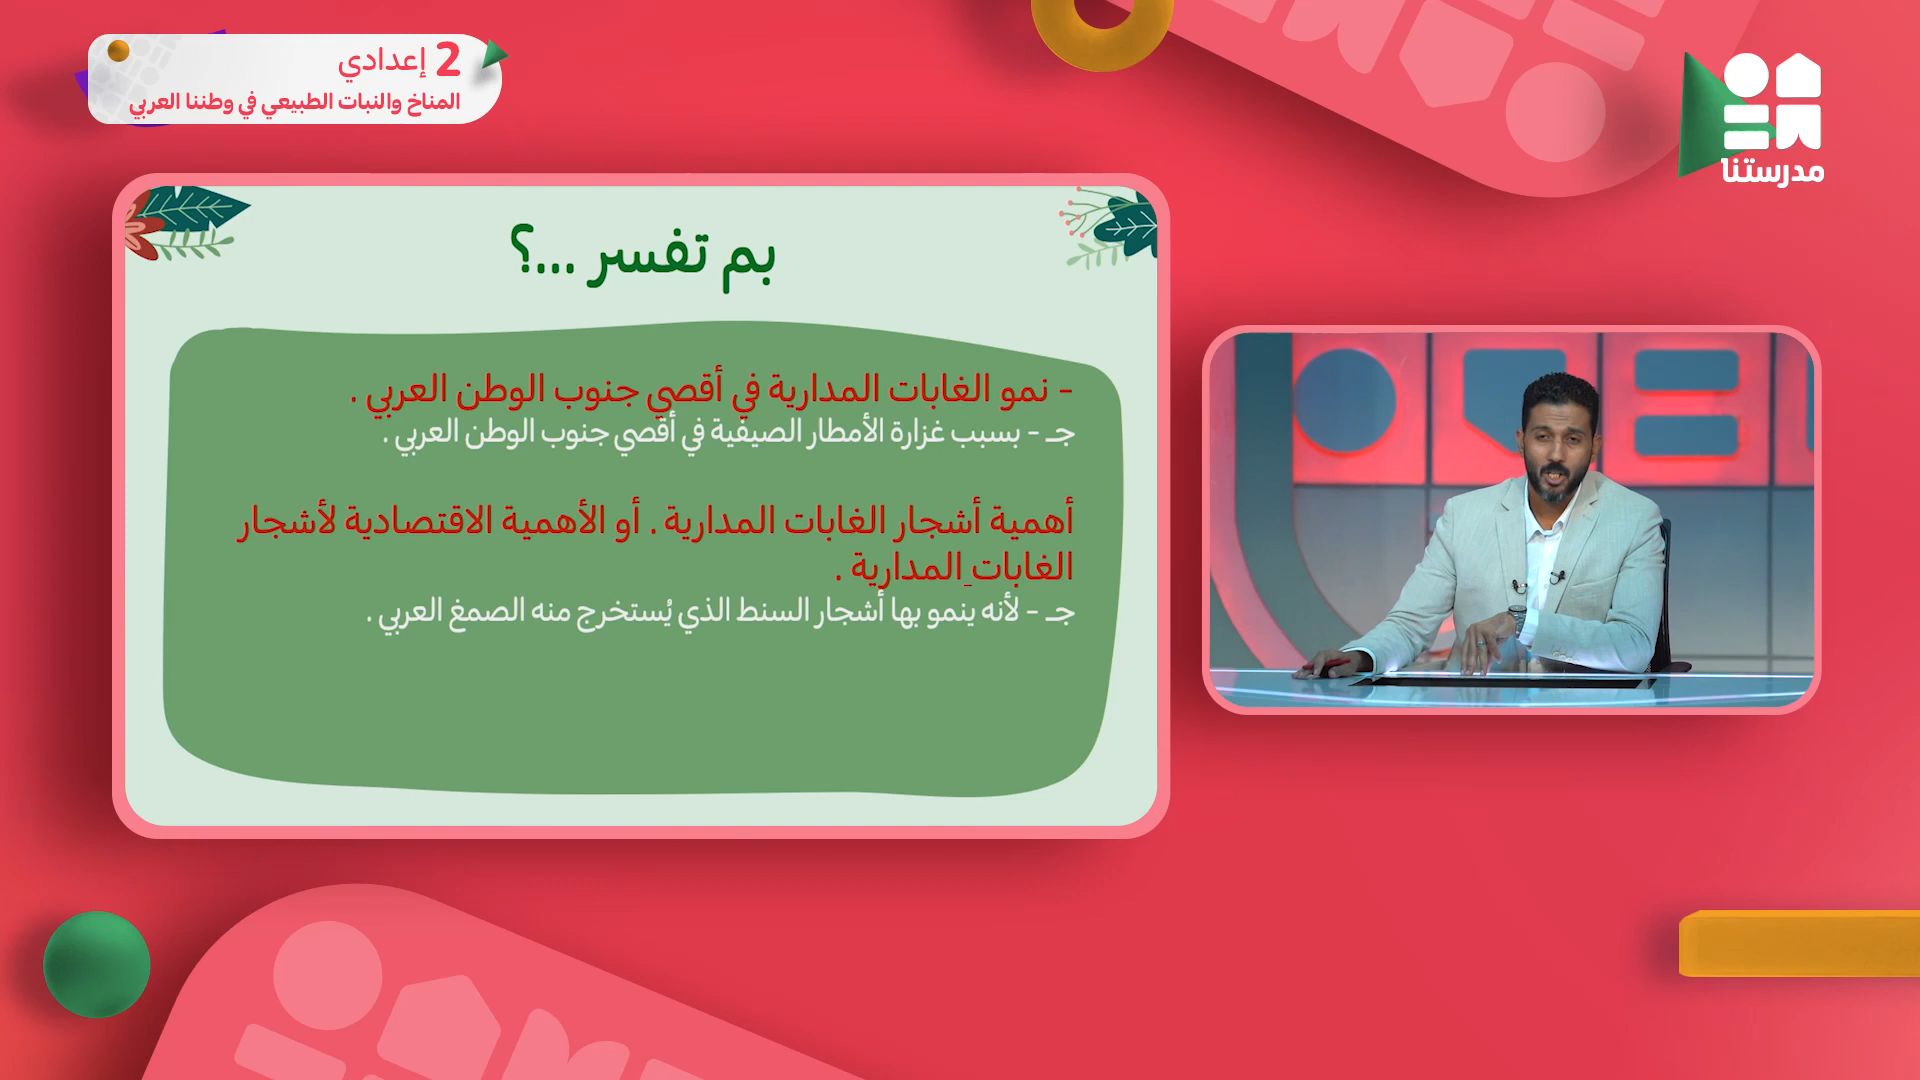 2 إعدادي
المناخ والنبات الطبيعي في وطننا العربي
مدرستنا
بم تفسر ...؟
- نمو الغابات المدارية في أقصي جنوب الوطن العربي .
جـ - بسبب غزارة الأمطار الصيفية في أقصي جنوب الوطن العربي .
أهمية أشجار الغابات المدارية . أو الأهمية الاقتصادية لأشجار
الغابات المدارية .
جـ - لأنه ينمو بها أشجار السنط الذي يُستخرج منه الصمغ العربي .